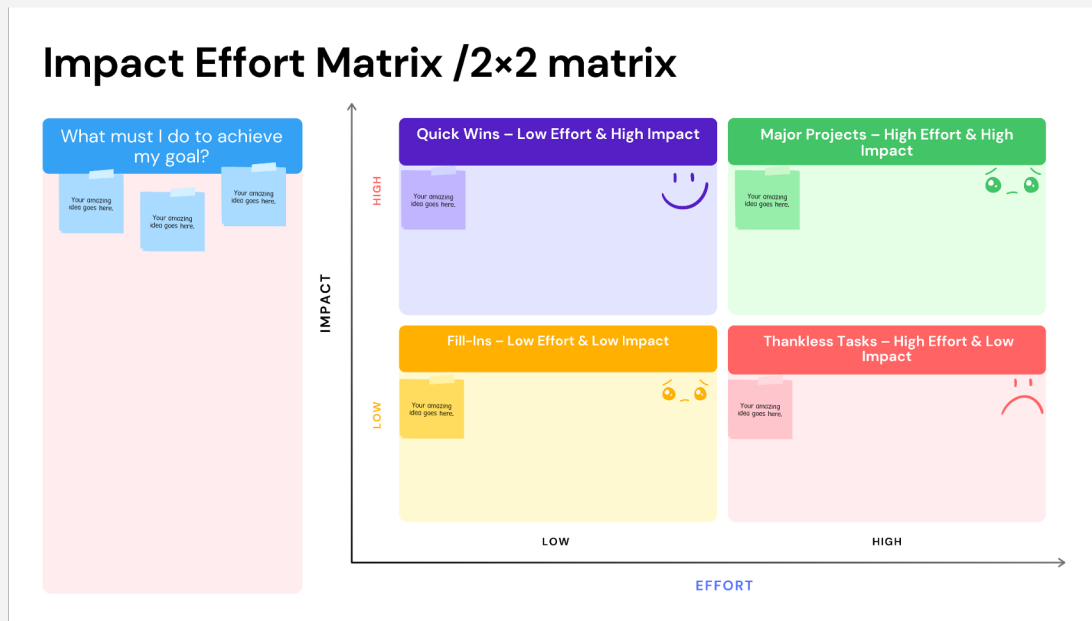 Impact Effort Matrix /2×2 matrix
What must I do to achieve
my goal?
Your amazing
idea goes here.
Your amazing
idea goes here.
Your amazing
idea goes here.
IMPACT
HIGH
LOW
Quick Wins – Low Effort & High Impact
Your amazing
idea goes here.
Major Projects – High Effort & High
Impact
Your amazing
idea goes here.
Fill-Ins – Low Effort & Low Impact
Your amazing
idea goes here.
Thankless Tasks – High Effort & Low
Impact
Your amazing
idea goes here.
LOW
HIGH
EFFORT